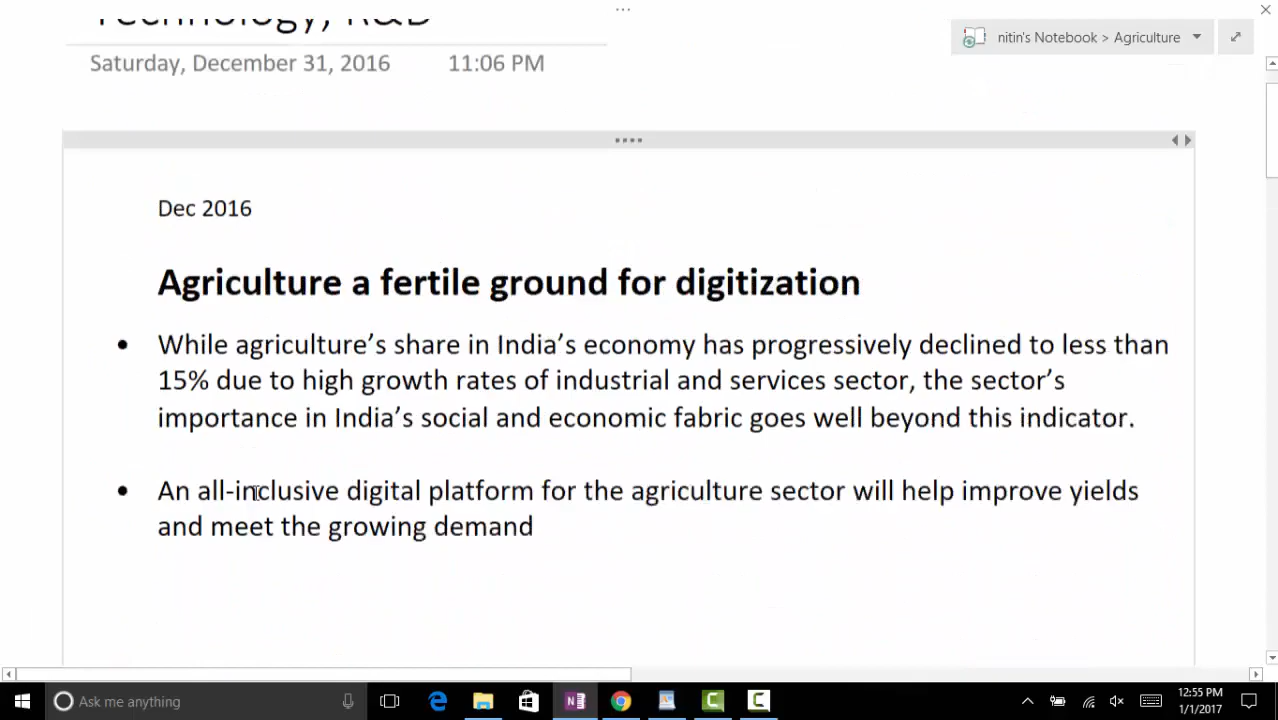 Technology, R&D
nitin's Notebook > Agriculture
Saturday, December 31, 2016 11:06 PM
Dec 2016
Agriculture a fertile ground for digitization
• While agriculture’s share in India’s economy has progressively declined to less than
15% due to high growth rates of industrial and services sector, the sector’s
importance in India’s social and economic fabric goes well beyond this indicator.
• An all-inclusive digital platform for the agriculture sector will help improve yields
and meet the growing demand
Ask me anything
12:55 PM
1/1/2017